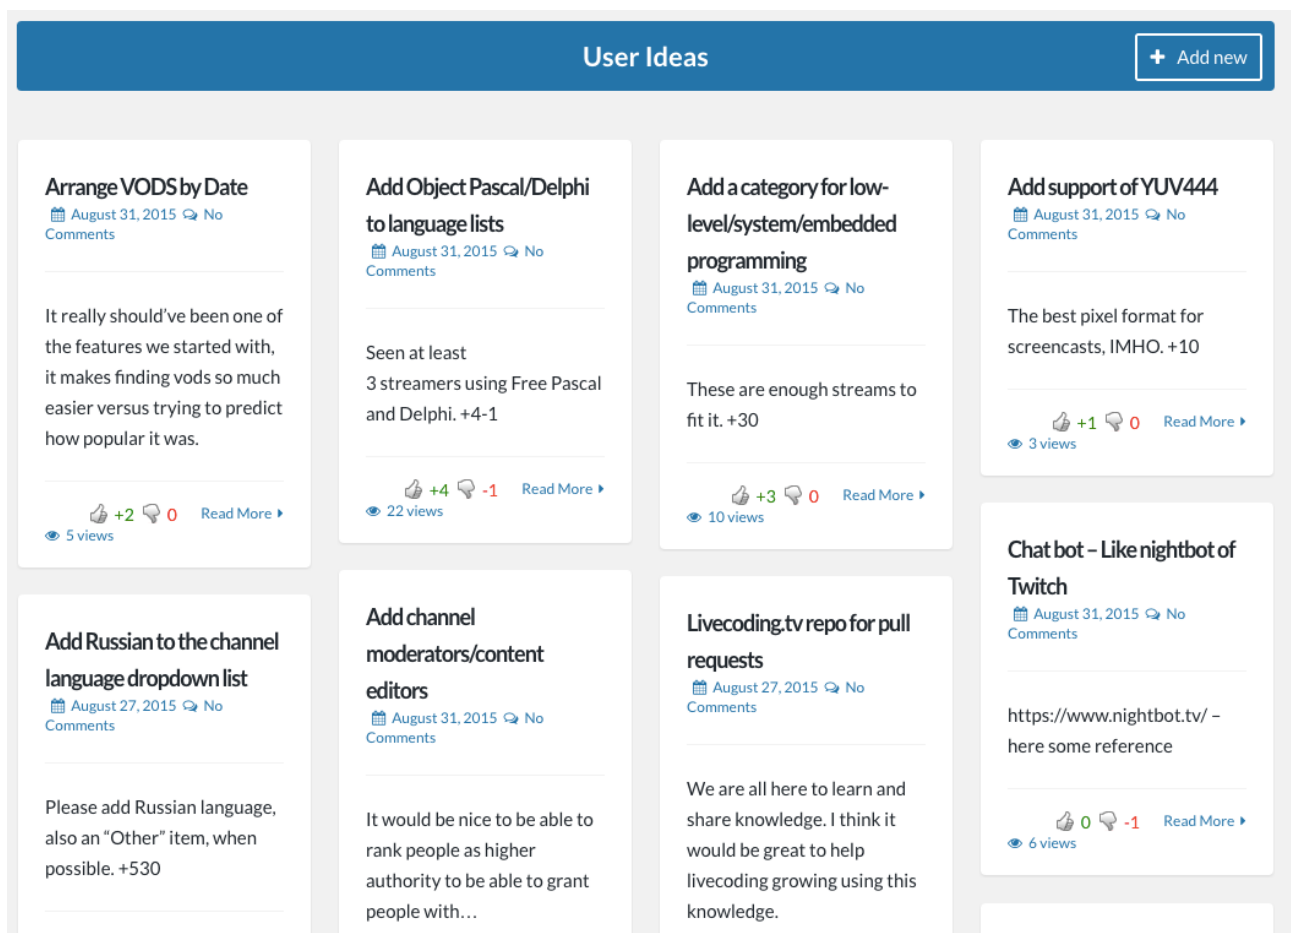 User Ideas
Add new
Arrange VODS by Date
August 31, 2015 No
Comments
It really should've been one of
the features we started with,
it makes finding vods so much
easier versus trying to predict
how popular it was.
+2 0 Read More
5 views
Add Russian to the channel
language dropdown list
August 27, 2015 No
Comments
Please add Russian language,
also an “Other” item, when
possible. +530
Add Object Pascal/Delphi
to language lists
August 31, 2015 No
Comments
Seen at least
3 streamers using Free Pascal
and Delphi. +4-1
+4 -1 Read More
22 views
Add channel
moderators/content
editors
August 31, 2015 No
Comments
It would be nice to be able to
rank people as higher
authority to be able to grant
people with…
Add a category for low-
level/system/embedded
programming
August 31, 2015 No
Comments
These are enough streams to
fit it. +30
+3 0 Read More
10 views
Livecoding.tv repo for pull
requests
August 27, 2015 No
Comments
We are all here to learn and
share knowledge. I think it
would be great to help
livecoding growing using this
knowledge.
Add support of YUV444
August 31, 2015 No
Comments
The best pixel format for
screencasts, IMHO. +10
+1 0 Read More
3 views
Chat bot – Like nightbot of
Twitch
August 31, 2015 No
Comments
https://www.nightbot.tv/ –
here some reference
0 -1 Read More
6 views